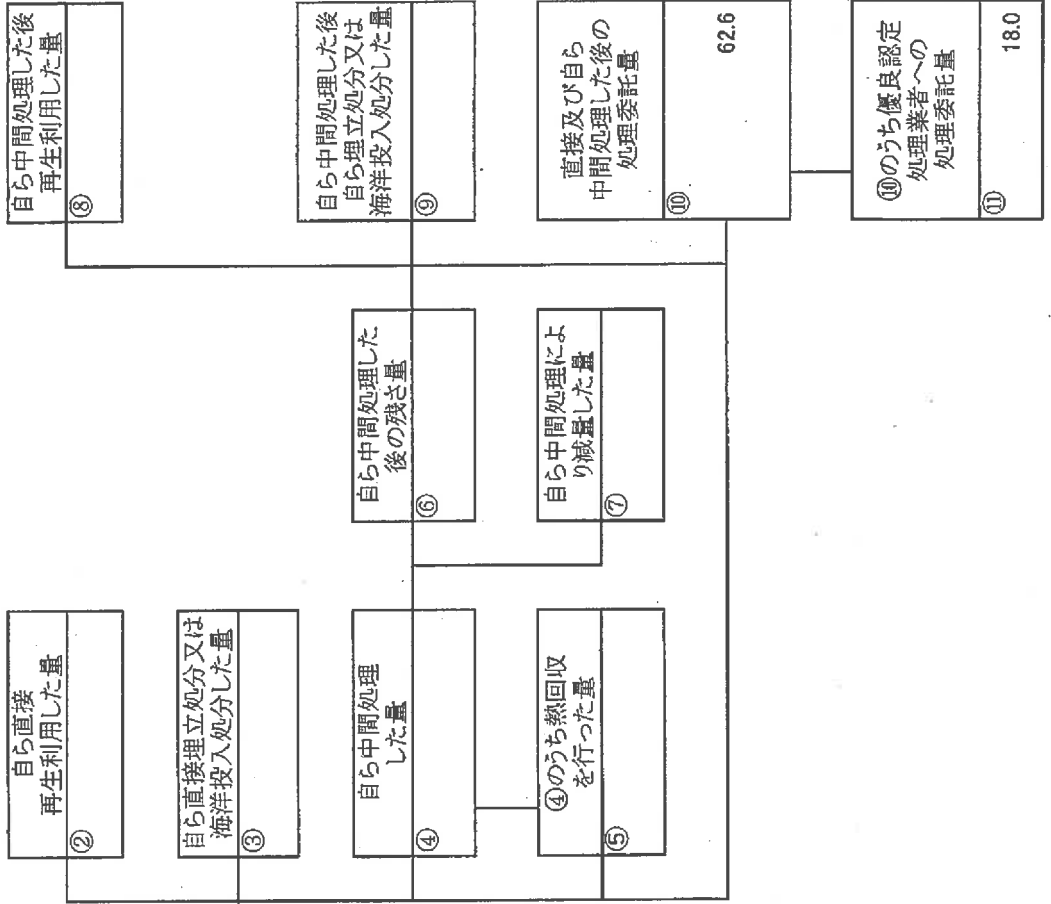 自ら直接
再生利用した量
②
自ら直接埋立処分又は
海洋投入処分した量
③
自ら中間処理
した量
④
④のうち熱回収
を行った量
⑤
自ら中間処理した
後の残さ量
⑥
自ら中間処理によ
り減量した量
⑦
自ら中間処理した後
再生利用した量
⑧
自ら中間処理した後
自ら埋立処分又は
海洋投入処分した量
⑨
直接及び自ら
中間処理した後の
処理委託量
⑩
62.6
⑩のうち優良認定
処理業者への
処理委託量
⑪
18.0